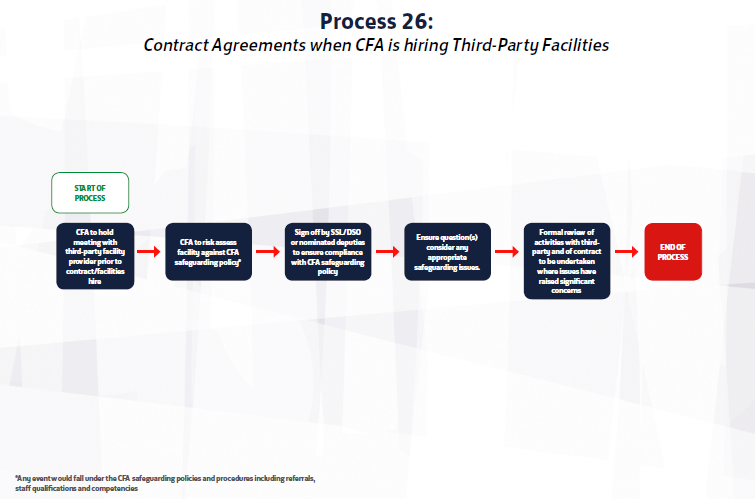 Process 26:
Contract Agreements when CFA is hiring Third-Party Facilities
START OF
PROCESS
CFA to hold
meeting with
third-party facility
provider prior to
contract/facilities
hire
CFA to risk assess
facility against CFA
safeguarding policy*
Sign off by SSL/DSO
or nominated deputies
to ensure compliance
with CFA safeguarding
policy
Ensure question(s)
consider any
appropriate
safeguarding issues.
Formal review of
activities with third-
party and of contract
to be undertaken
where issues have
raised significant
concerns
END OF
PROCESS
*Any event would fall under the CFA safeguarding policies and procedures including referrals,
staff qualifications and competencies